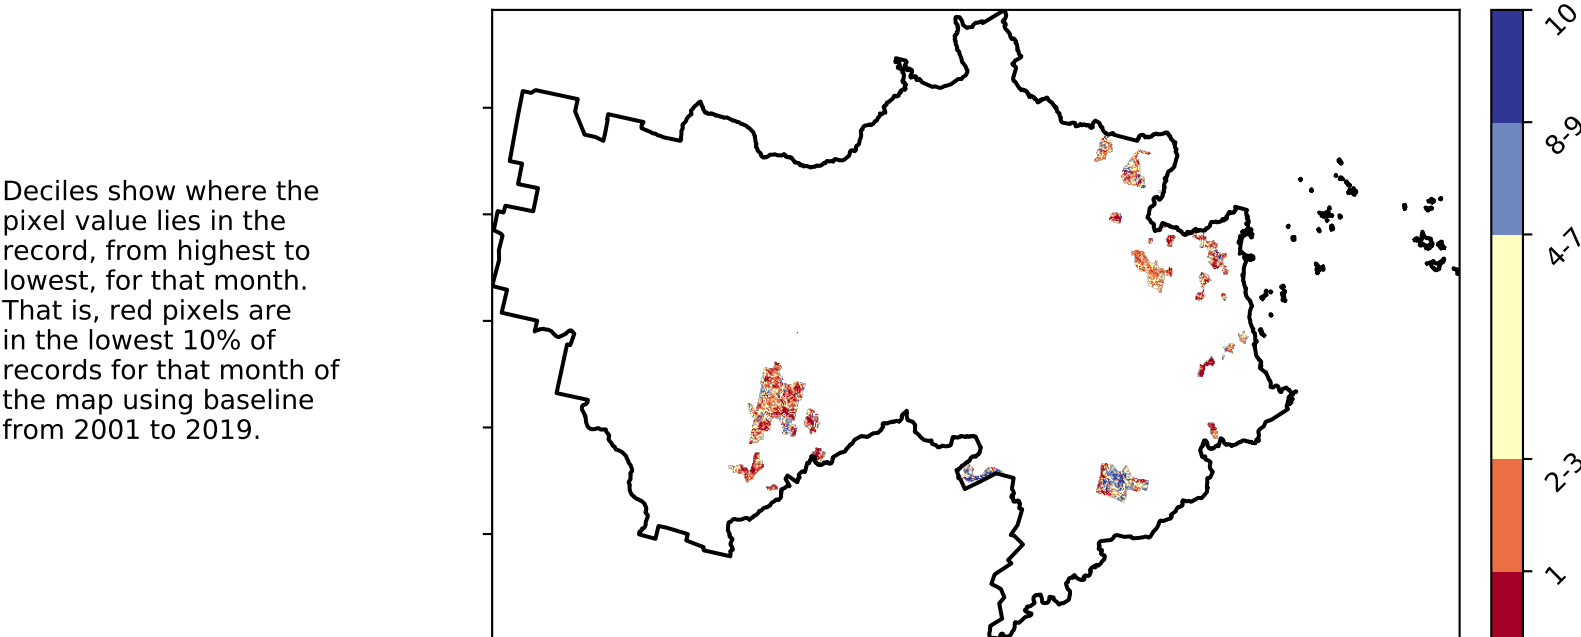 Deciles show where the
pixel value lies in the
record, from highest to
lowest, for that month.
That is, red pixels are
in the lowest 10% of
records for that month of
the map using baseline
from 2001 to 2019.
10
8-9
4-7
2-3
1